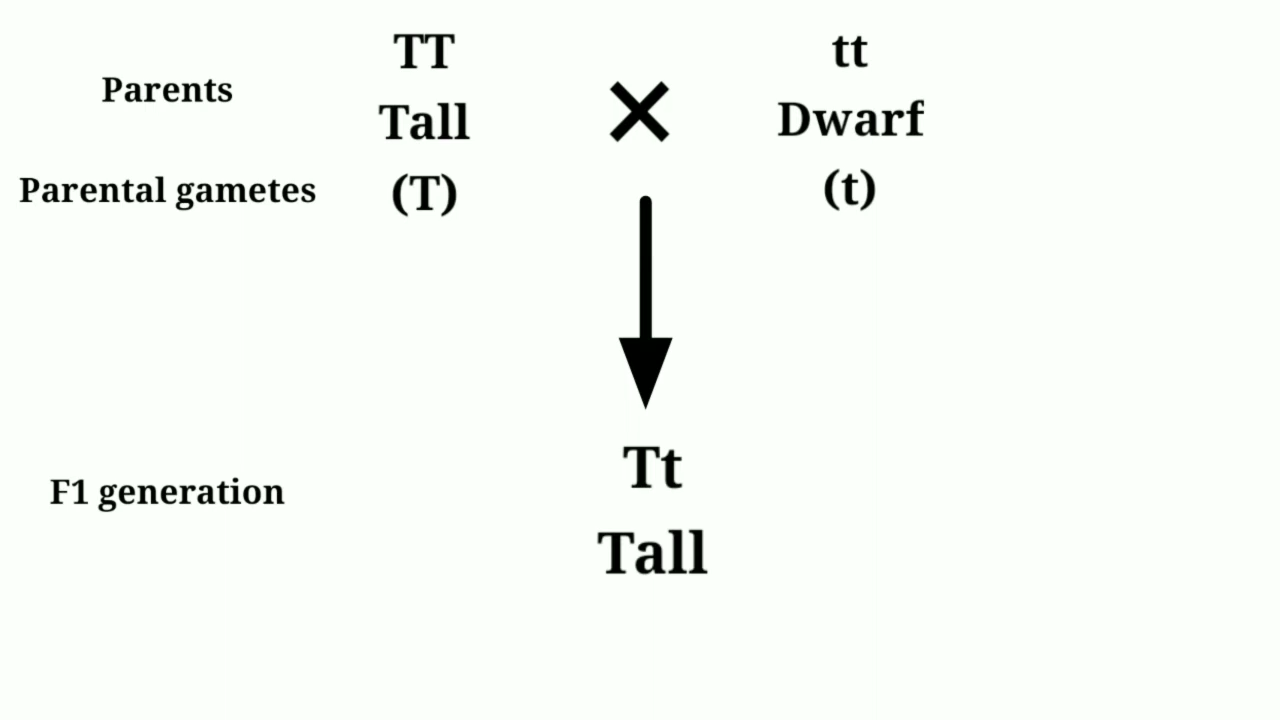 TT
tt
Parents
Tall
Dwarf
Parental gametes
(T)
(t)
Tt
F1 generation
Tall